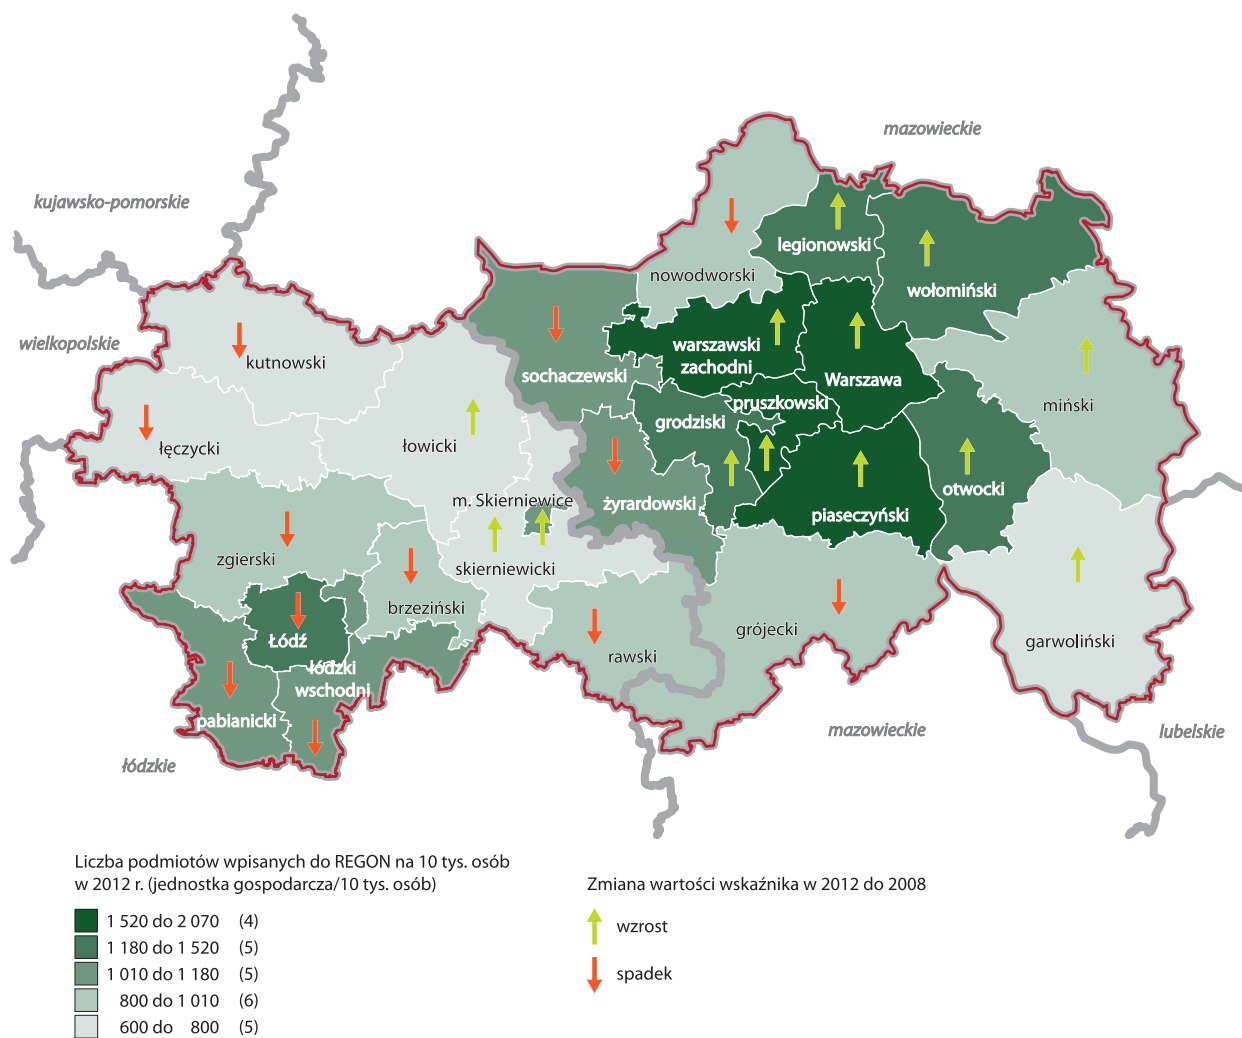 mazowieckie
kujawsko-pomorskie
legionowski
nowodworski
wołomiński
wielkopolskie
kutnowski
warszawski
zachodni
sochaczewski
Warszawa
pruszkowski
miński
grodziski
łęczycki
łowicki
m. Skierniewice
żyrardowski
otwocki
piaseczyński
zgierski
skierniewicki
brzeziński
grójecki
garwoliński
Łódź
rawski
łódzki
wschodni
pabianicki
mazowieckie
lubelskie
łódzkie
Liczba podmiotów wpisanych do REGON na 10 tys. osób
w 2012 r. (jednostka gospodarcza/10 tys. osób)
1 520 do 2 070 (4)
1 180 do 1 520 (5)
1 010 do 1 180 (5)
800 do 1 010 (6)
600 do 800 (5)
Zmiana wartości wskaźnika w 2012 do 2008
wzrost
spadek